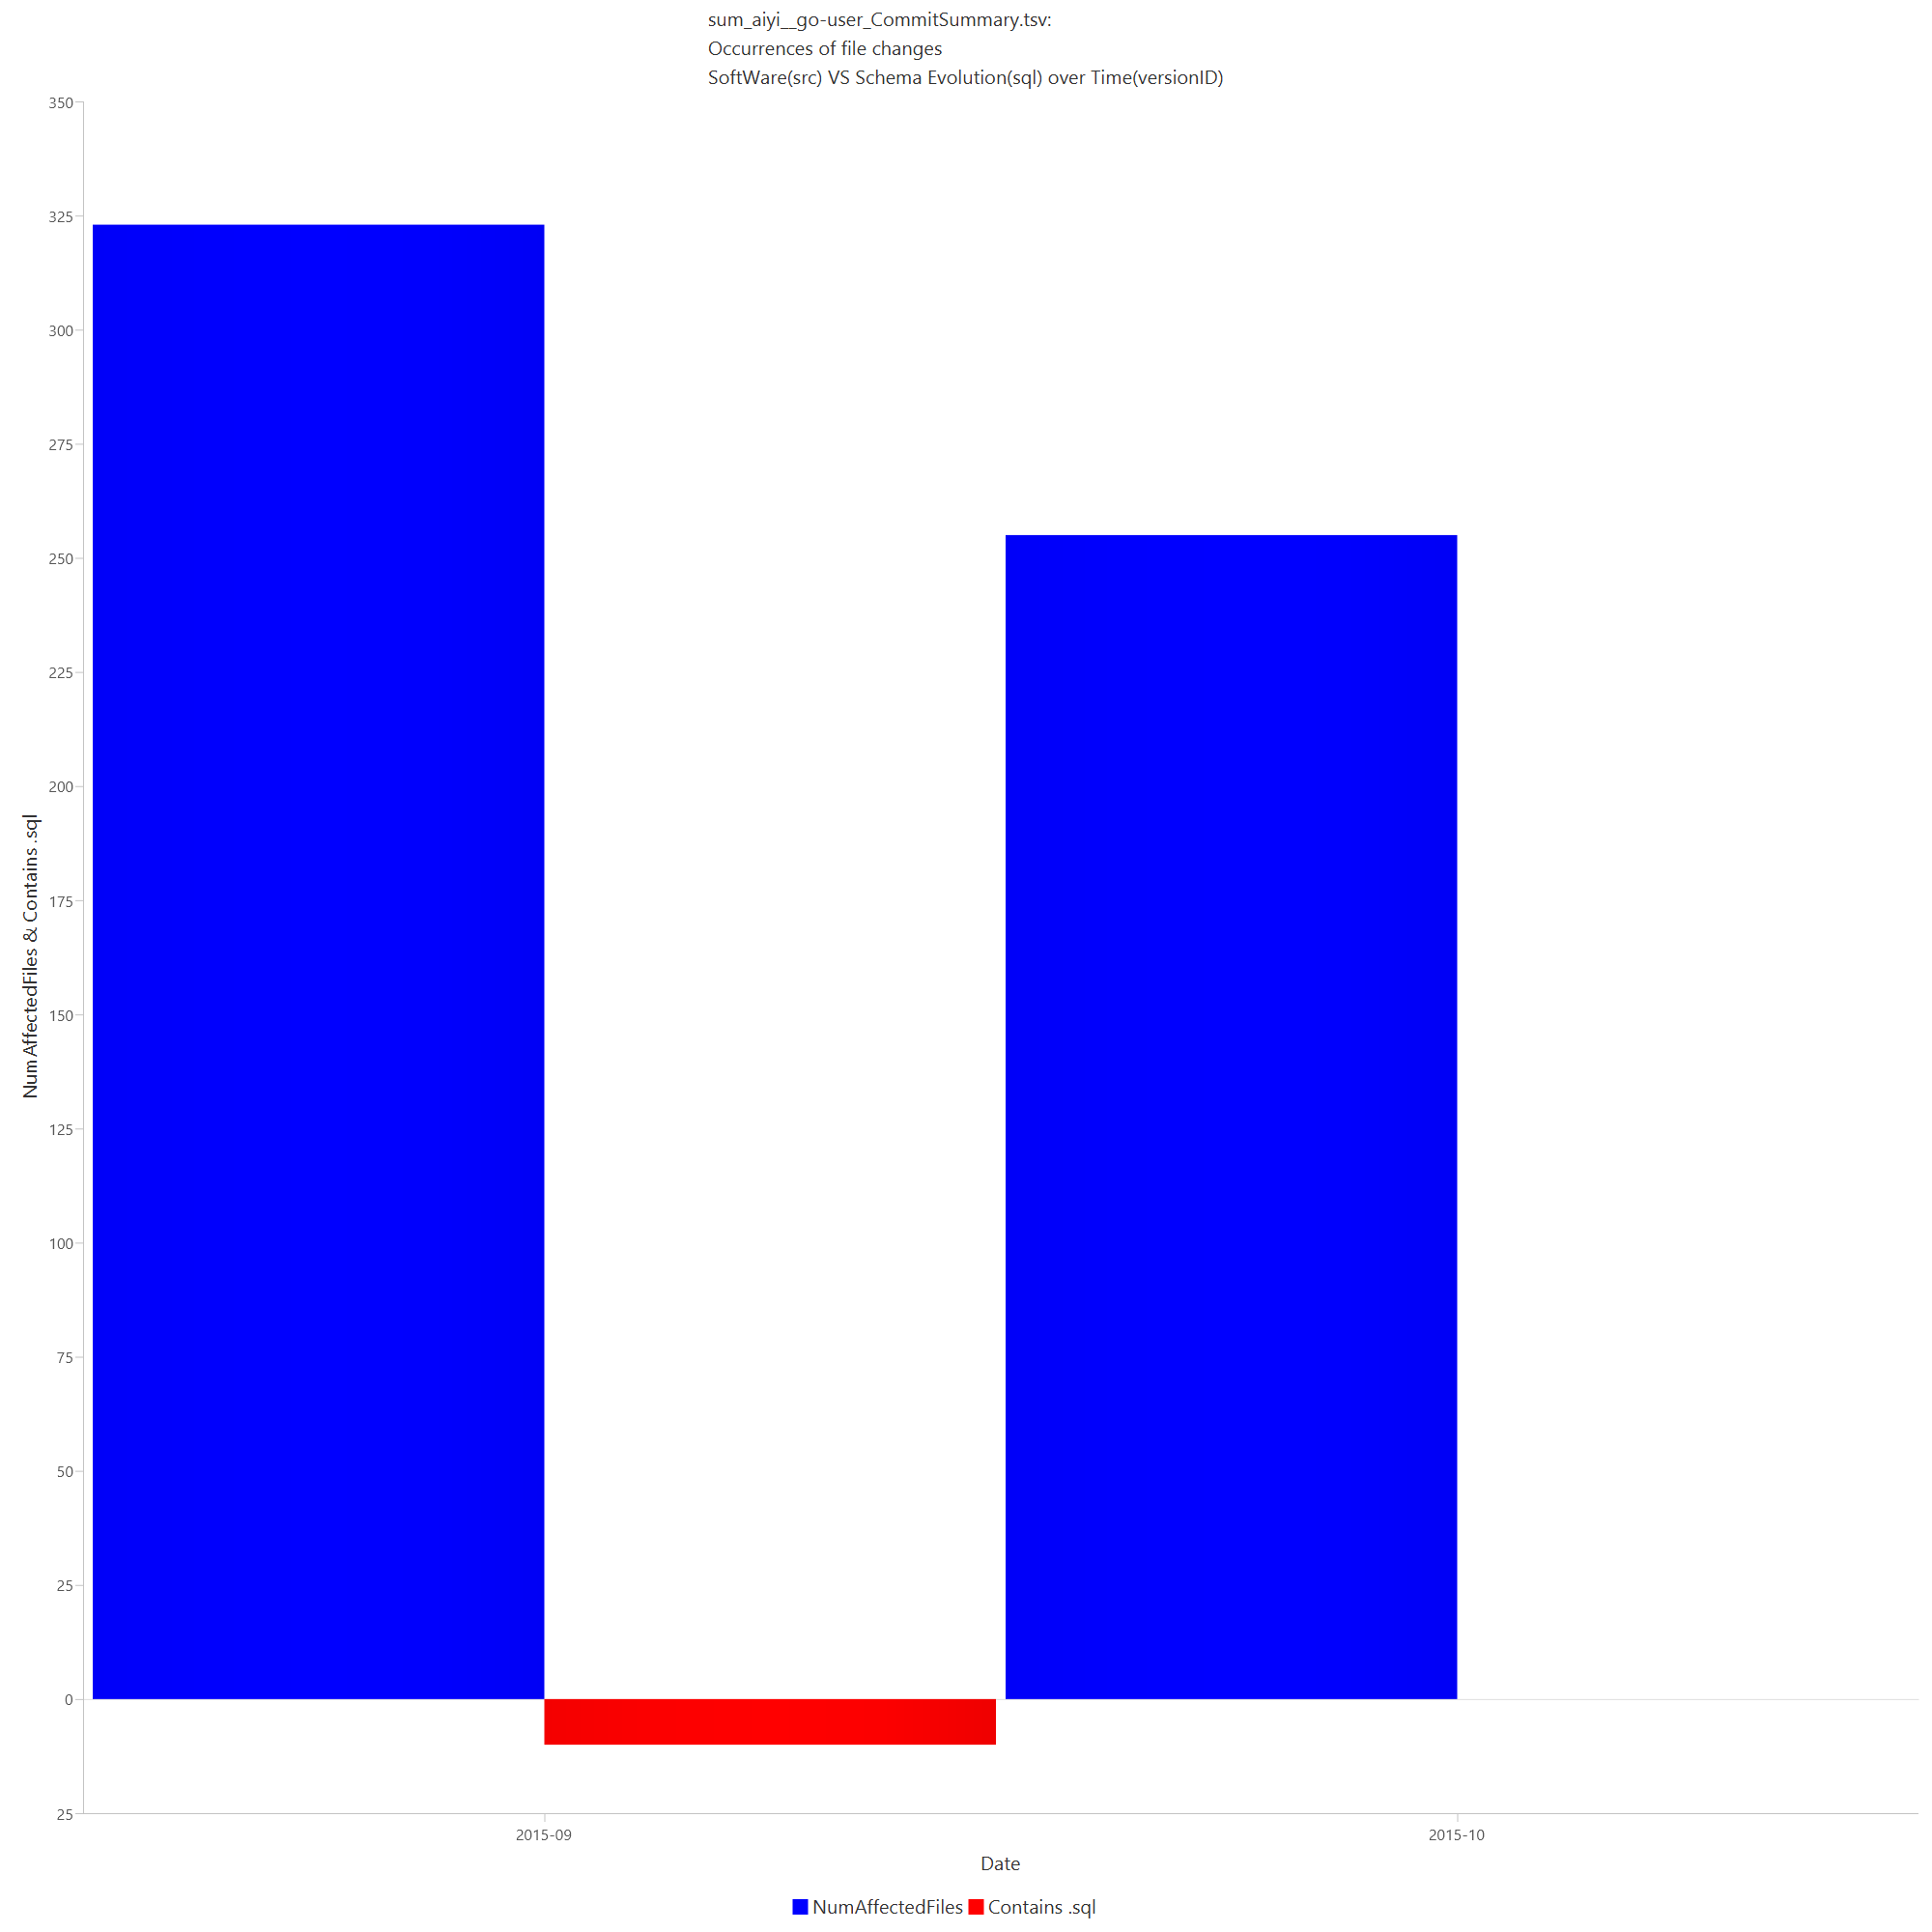 sum_aiyi__go-user_CommitSummary.tsv:
Occurrences of file changes
SoftWare(src) VS Schema Evolution(sql) over Time(versionID)
350
325
300
275
250
225
200
175
150
125
100
75
50
25
0
25
NumAffectedFiles & Contains .sql
2015-09
2015-10
Date
NumAffectedFiles
Contains .sql